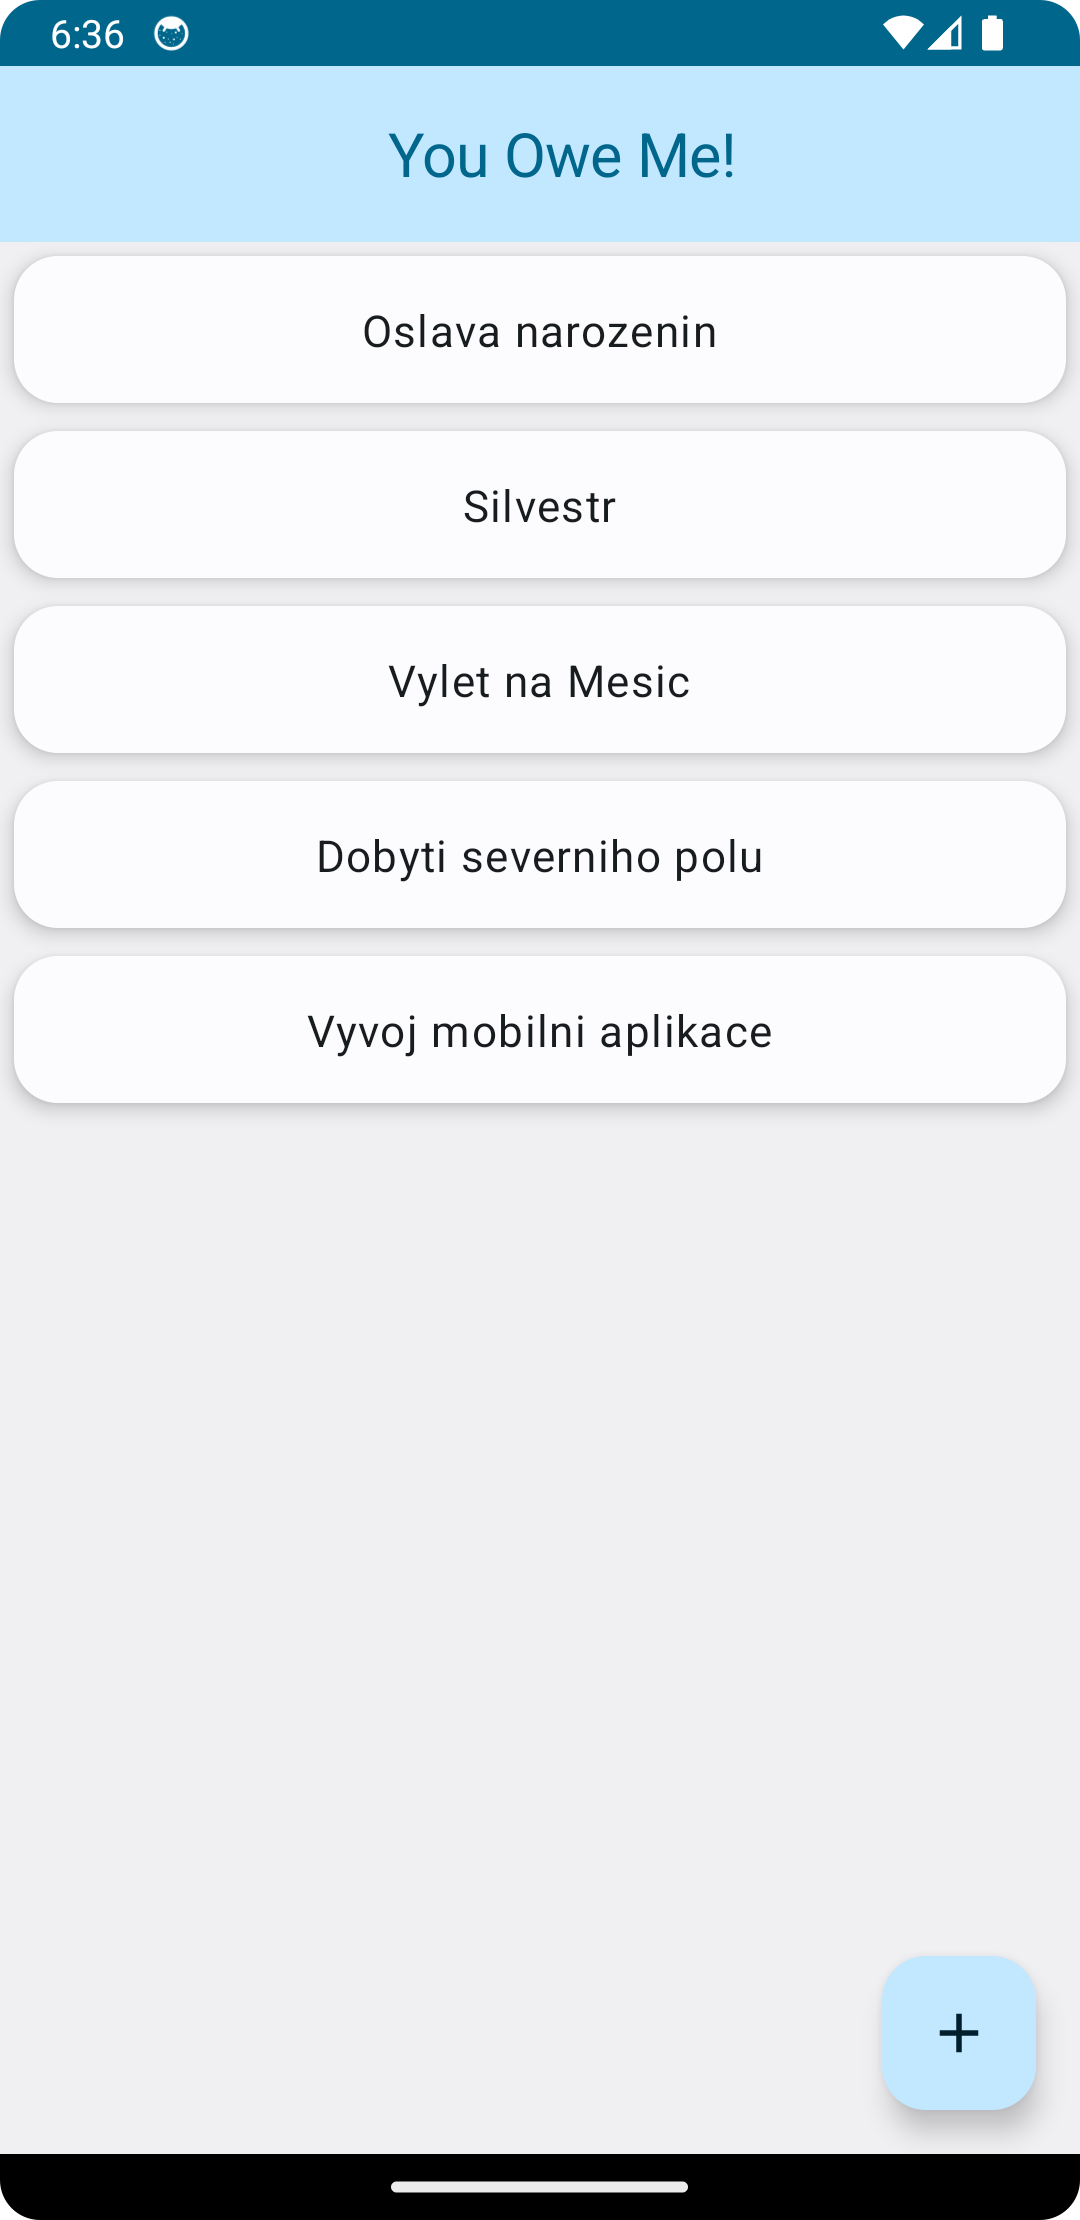 6:36
You Owe Me!
Oslava narozenin
Silvestr
Vylet na Mesic
Dobyti severniho polu
Vyvoj mobilni aplikace
+